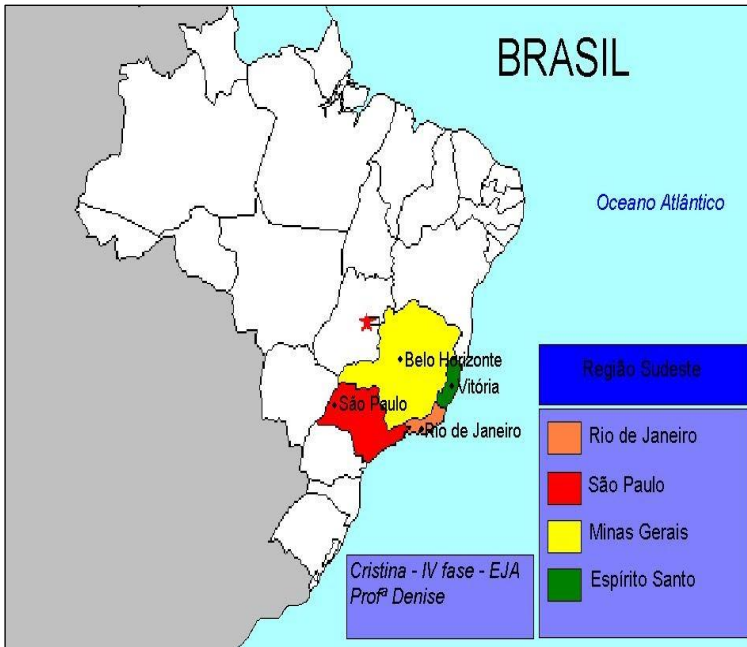 BRASIL
Oceano Atlântico
Belo Horizonte
Vitória
São Paulo
Rio de Janeiro
Região Sudeste
Rio de Janeiro
São Paulo
Minas Gerais
Espírito Santo
Cristina - IV fase - EJA
Profª Denise